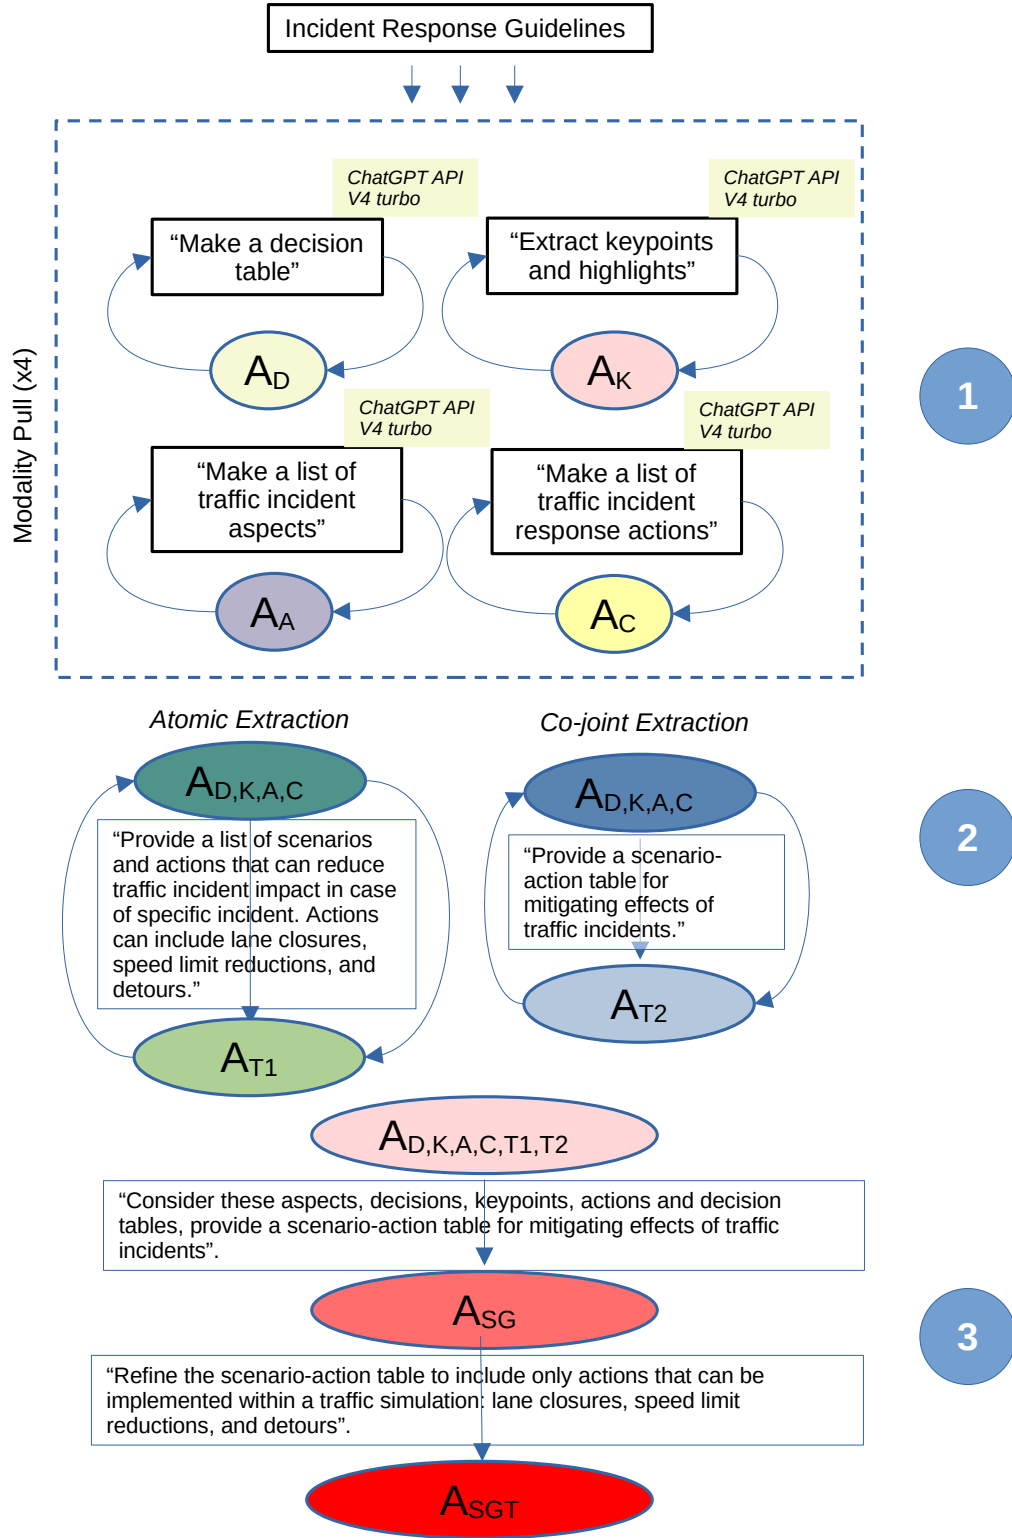 Incident Response Guidelines
Modality Pull (x4)
ChatGPT API
V4 turbo
“Make a decision
table”
AD
ChatGPT API
V4 turbo
“Extract keypoints
and highlights”
AK
1
ChatGPT API
V4 turbo
“Make a list of
traffic incident
aspects”
AA
ChatGPT API
V4 turbo
“Make a list of
traffic incident
response actions”
AC
Atomic Extraction
AD,K,A,C
“Provide a list of scenarios
and actions that can reduce
traffic incident impact in case
of specific incident. Actions
can include lane closures,
speed limit reductions, and
detours.”
AT1
Co-joint Extraction
AD,K,A,C
“Provide a scenario-
action table for
mitigating effects of
traffic incidents.”
AT2
2
AD,K,A,C,T1,T2
“Consider these aspects, decisions, keypoints, actions and decision
tables, provide a scenario-action table for mitigating effects of traffic
incidents”.
ASG
3
“Refine the scenario-action table to include only actions that can be
implemented within a traffic simulation: lane closures, speed limit
reductions, and detours”.
ASGT